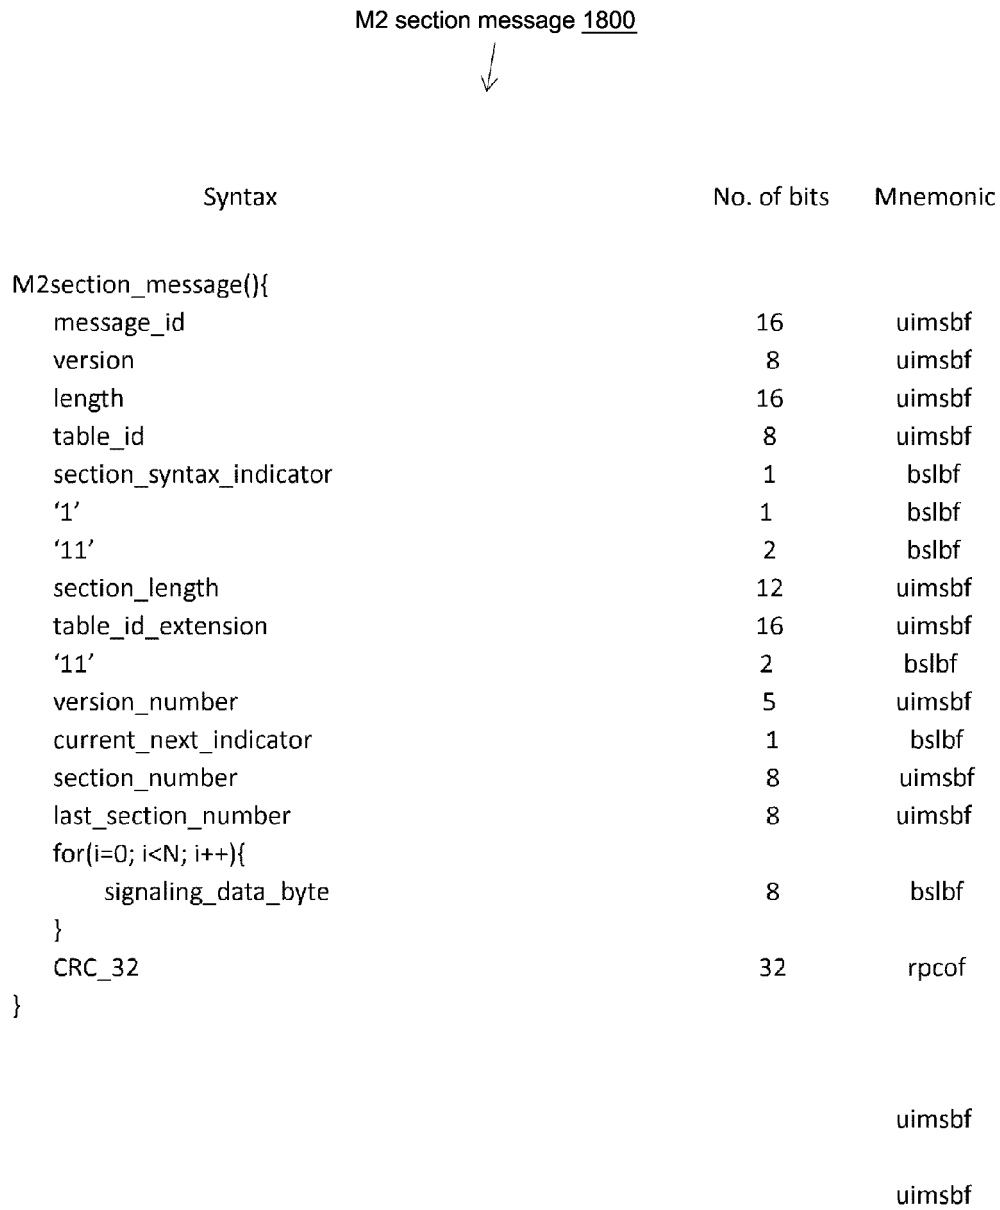 M2 section message 1800
Syntax No. of bits Mnemonic
M2section_message(){
message_id 16 uimsbf
version 8 uimsbf
length 16 uimsbf
table_id 8 uimsbf
section_syntax_indicator 1 bslbf
‘1’ 1 bslbf
‘11’ 2 bslbf
section_length 12 uimsbf
table_id_extension 16 uimsbf
‘11’ 2 bslbf
version_number 5 uimsbf
current_next_indicator 1 bslbf
section_number 8 uimsbf
last_section_number 8 uimsbf
for(i=0; i<N; i++){
signaling_data_byte 8 bslbf
}
CRC_32 32 rpcof
}
uimsbf
uimsbf